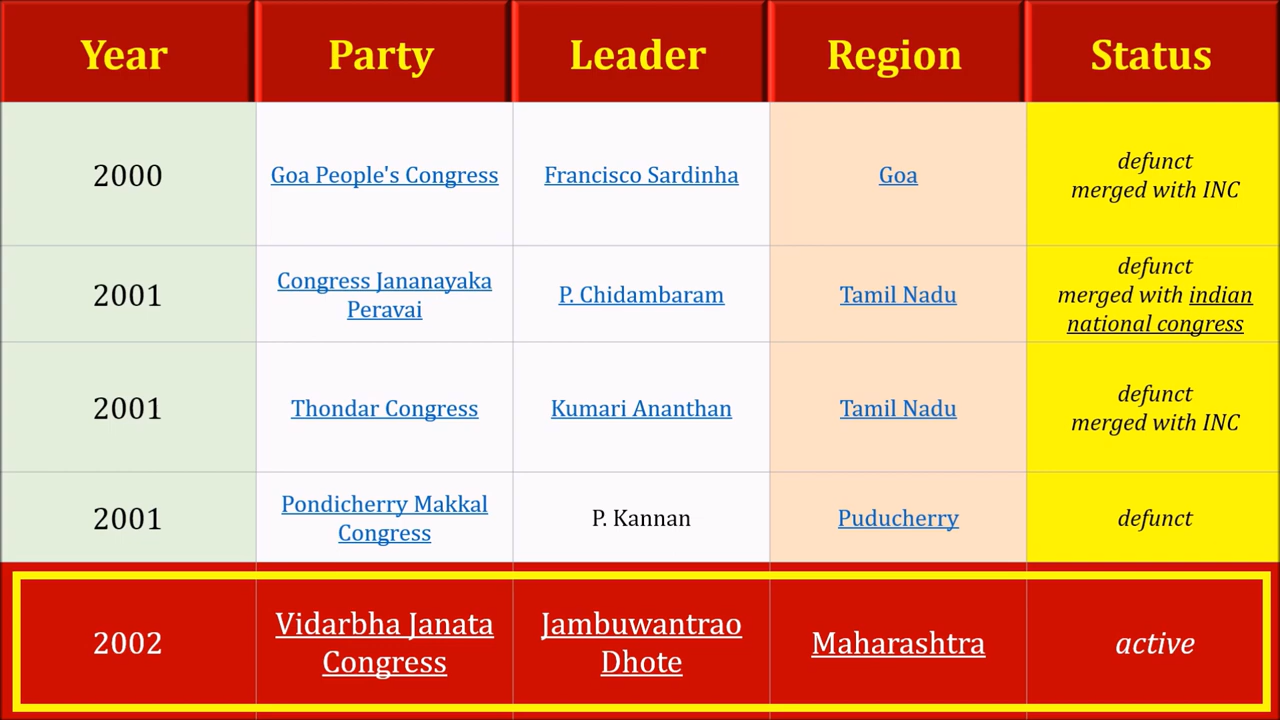 Year Party Leader Region Status
2000 Goa People's Congress Francisco Sardinha Goa defunct
merged with INC
2001 Congress Jananayaka
Peravai P. Chidambaram Tamil Nadu defunct
merged with indian
national congress
2001 Thondar Congress Kumari Ananthan Tamil Nadu defunct
merged with INC
2001 Pondicherry Makkal
Congress P. Kannan Puducherry defunct
2002 Vidarbha Janata
Congress Jambuwantrao
Dhote Maharashtra active